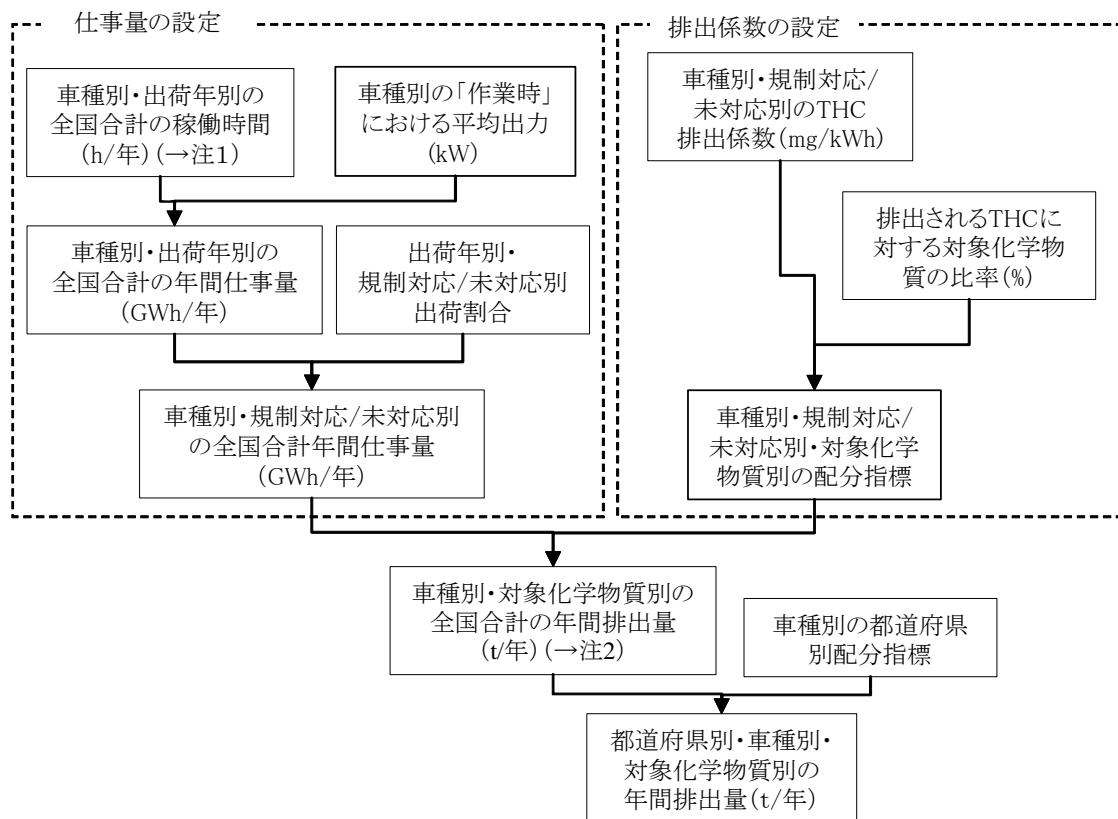 仕事量の設定
車種別・出荷年別の
全国合計の稼働時間
(h/年)(→注1)
車種別の「作業時」
における平均出力
(kW)
車種別・出荷年別の
全国合計の年間仕事量
(GWh/年)
出荷年別・
規制対応/未対応別
出荷割合
車種別・規制対応/未対応別
の全国合計年間仕事量
(GWh/年)
排出係数の設定
車種別・規制対応/
未対応別のTHC
排出係数(mg/kWh)
排出されるTHCに
対する対象化学物
質の比率(%)
車種別・規制対応/
未対応別・対象化学
物質別の配分指標
車種別・対象化学物質別の
全国合計の年間排出量
(t/年)(→注2)
車種別の都道府県
別配分指標
都道府県別・車種別・
対象化学物質別の
年間排出量(t/年)